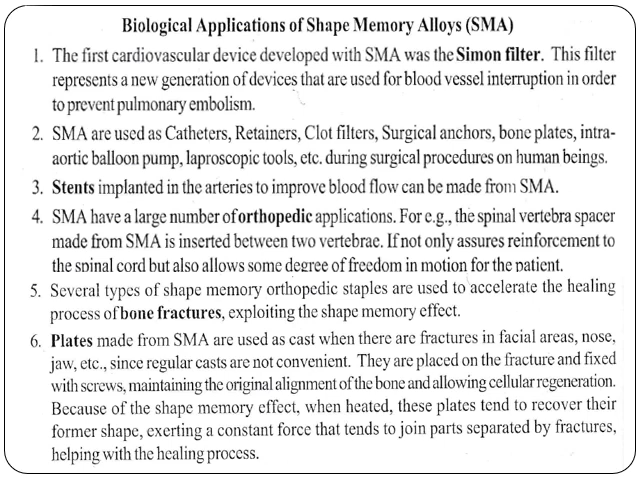 Biological Applications of Shape Memory Alloys (SMA)
1. The first cardiovascular device developed with SMA was the Simon filter. This filter
represents a new generation of devices that are used for blood vessel interruption in order
to prevent pulmonary embolism.
2. SMA are used as Catheters, Retainers, Clot filters, Surgical anchors, bone plates, intra-
aortic balloon pump, laproscopic tools, etc. during surgical procedures on human beings.
3. Stents implanted in the arteries to improve blood flow can be made from SMA.
4. SMA have a large number of orthopedic applications. For e.g., the spinal vertebra spacer
made from SMA is inserted between two vertebrae. If not only assures reinforcement to
the spinal cord but also allows some degree of freedom in motion for the patient.
5. Several types of shape memory orthopedic staples are used to accelerate the healing
process of bone fractures, exploiting the shape memory effect.
6. Plates made from SMA are used as cast when there are fractures in facial areas, nose,
jaw, etc., since regular casts are not convenient. They are placed on the fracture and fixed
with screws, maintaining the original alignment of the bone and allowing cellular regeneration.
Because of the shape memory effect, when heated, these plates tend to recover their
former shape, exerting a constant force that tends to join parts separated by fractures,
helping with the healing process.